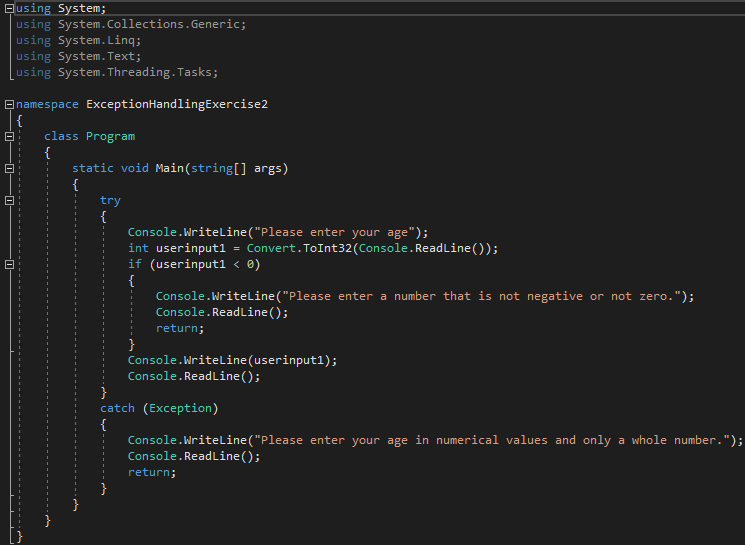 using System;
using System.Collections.Generic;
using System.Linq;
using System.Text;
using System.Threading.Tasks;
namespace ExceptionHandlingExercise2
{
    class Program
    {
        static void Main(string[] args)
        {
            try
            {
                Console.WriteLine("Please enter your age");
                int userinput1 = Convert.ToInt32(Console.ReadLine());
                if (userinput1 < 0)
                {
                    Console.WriteLine("Please enter a number that is not negative or not zero.");
                    Console.ReadLine();
                    return;
                }
                Console.WriteLine(userinput1);
                Console.ReadLine();
            }
            catch (Exception)
            {
                Console.WriteLine("Please enter your age in numerical values and only a whole number.");
                Console.ReadLine();
                return;
            }
        }
    }
}